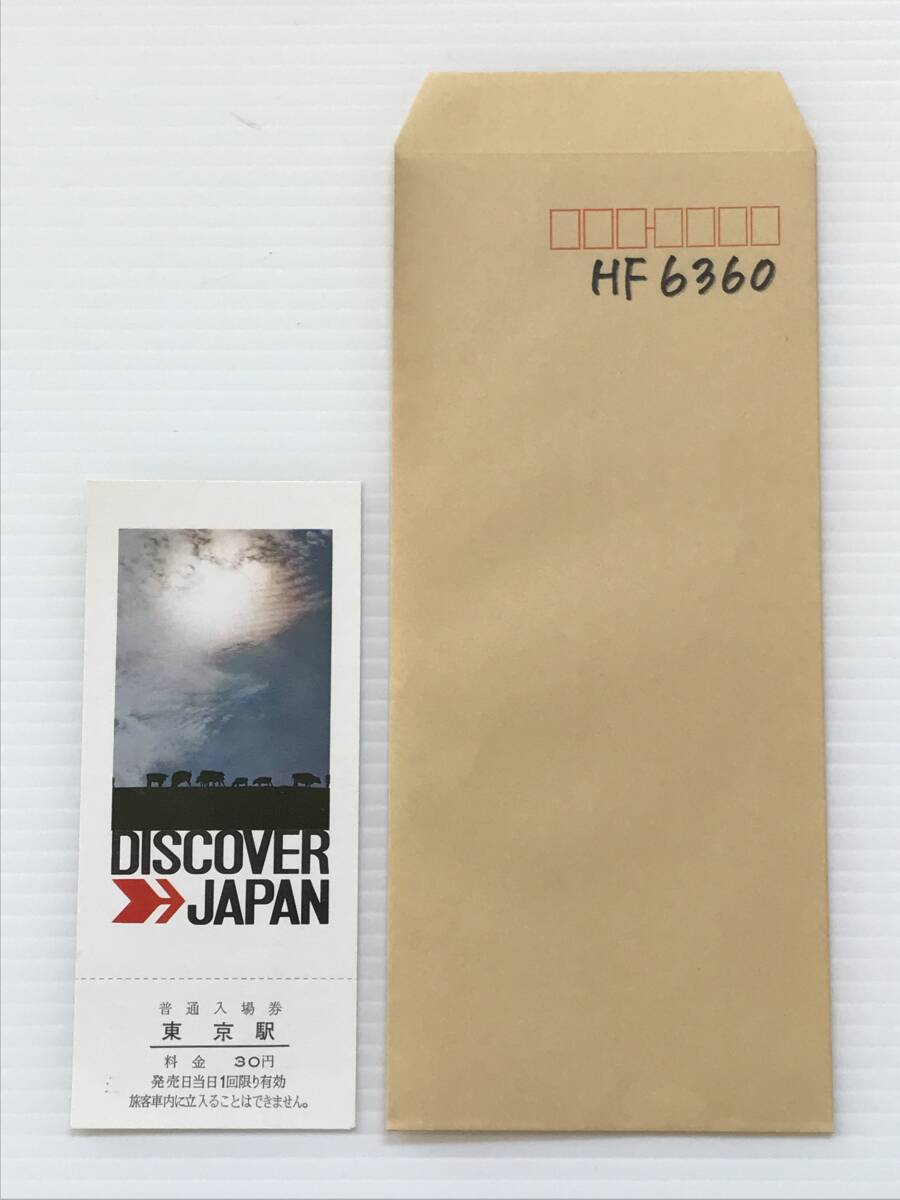 HF 6360
DISCOVER
JAPAN
普通入場券
東京駅
料金 30円
発売日当日1回限り有効
旅客車内に立入ることはできません。